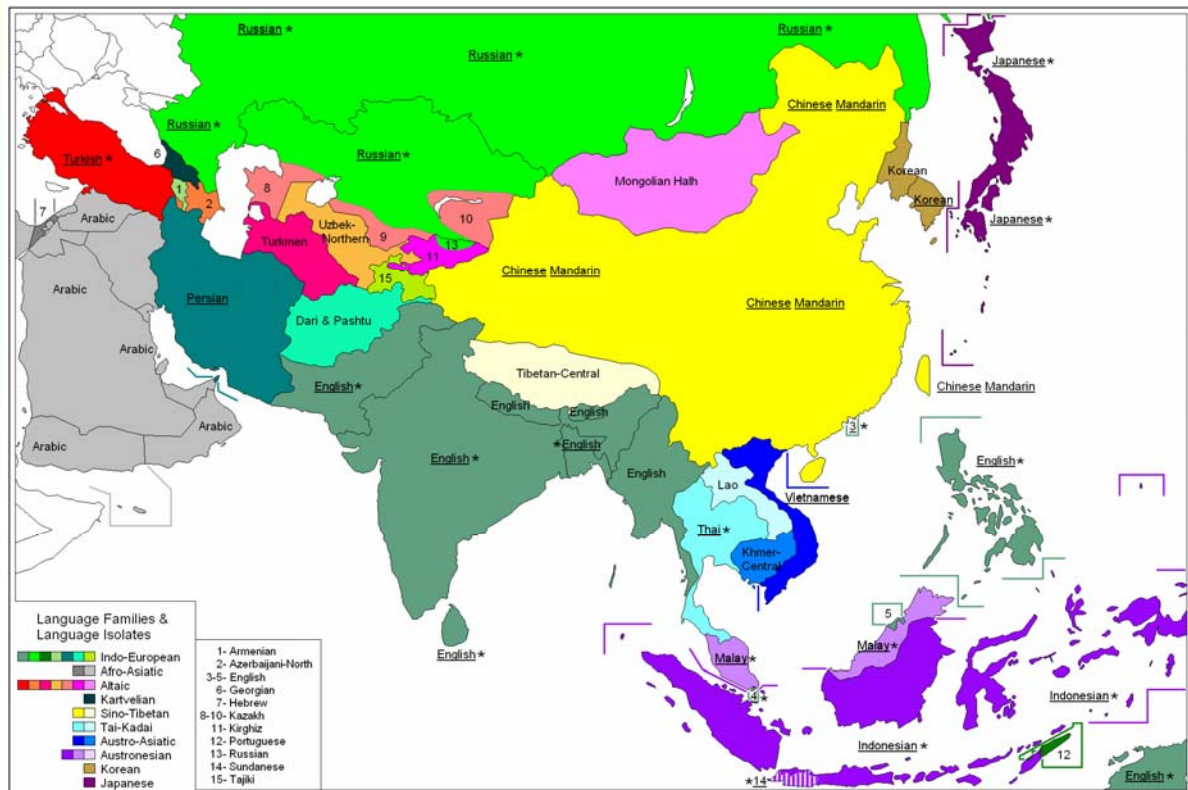 Russian *
Russian *
Russian *
Japanese *
Chinese Mandarin
Russian *
Russian *
6
Turkish *
Korean
Mongolian Halh
8
1
2
10
Korean
7
Arabic
Japanese *
Uzbek-
Northern
9
13
Turkmen
11
Arabic
15
Chinese Mandarin
Persian
Chinese Mandarin
Dari & Pashtu
Arabic
Tibetan-Central
English *
Chinese Mandarin
English
English
Arabic
3 *
Arabic
* English
English *
English
English *
Lao
Vietnamese
Thai *
Khmer-
Central
5
Malay *
English *
Malay *
4 *
Indonesian *
Indonesian *
12
*14
English *
Language Families &
Language Isolates
Indo-European
Afro-Asiatic
Altaic
Kartvelian
Sino-Tibetan
Tai-Kadai
Austro-Asiatic
Austronesian
Korean
Japanese
1- Armenian
2- Azerbaijani-North
3-5- English
6- Georgian
7- Hebrew
8-10- Kazakh
11- Kirghiz
12- Portuguese
13- Russian
14- Sundanese
15- Tajiki